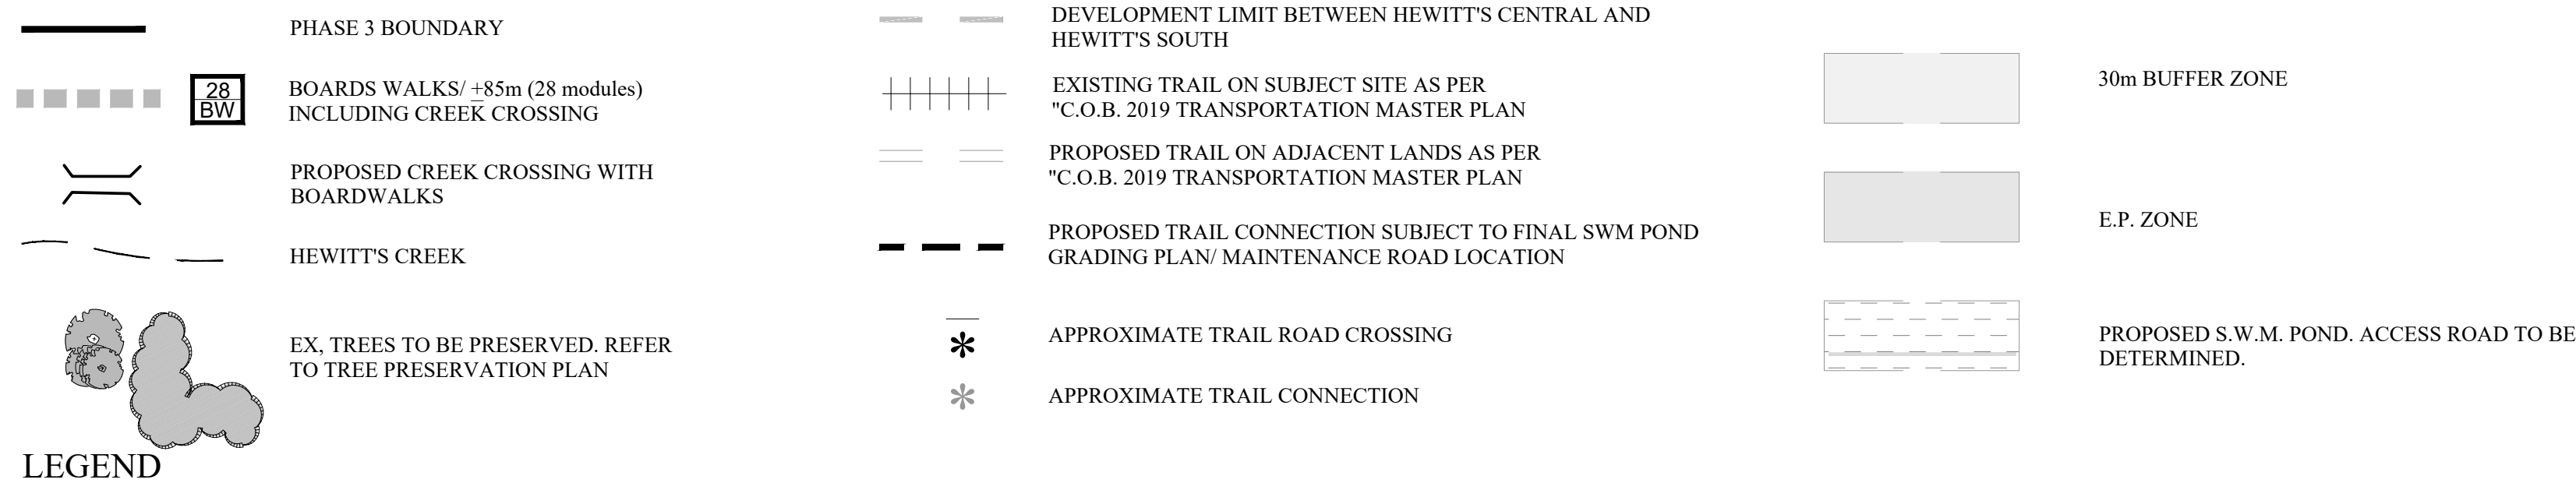 PHASE 3 BOUNDARY
28
BW
BOARDS WALKS/ ±85m (28 modules)
INCLUDING CREEK CROSSING
PROPOSED CREEK CROSSING WITH
BOARDWALKS
HEWITT'S CREEK
EX, TREES TO BE PRESERVED. REFER
TO TREE PRESERVATION PLAN
LEGEND
DEVELOPMENT LIMIT BETWEEN HEWITT'S CENTRAL AND
HEWITT'S SOUTH
EXISTING TRAIL ON SUBJECT SITE AS PER
"C.O.B. 2019 TRANSPORTATION MASTER PLAN
PROPOSED TRAIL ON ADJACENT LANDS AS PER
"C.O.B. 2019 TRANSPORTATION MASTER PLAN
PROPOSED TRAIL CONNECTION SUBJECT TO FINAL SWM POND
GRADING PLAN/ MAINTENANCE ROAD LOCATION
APPROXIMATE TRAIL ROAD CROSSING
APPROXIMATE TRAIL CONNECTION
30m BUFFER ZONE
E.P. ZONE
PROPOSED S.W.M. POND. ACCESS ROAD TO BE
DETERMINED.